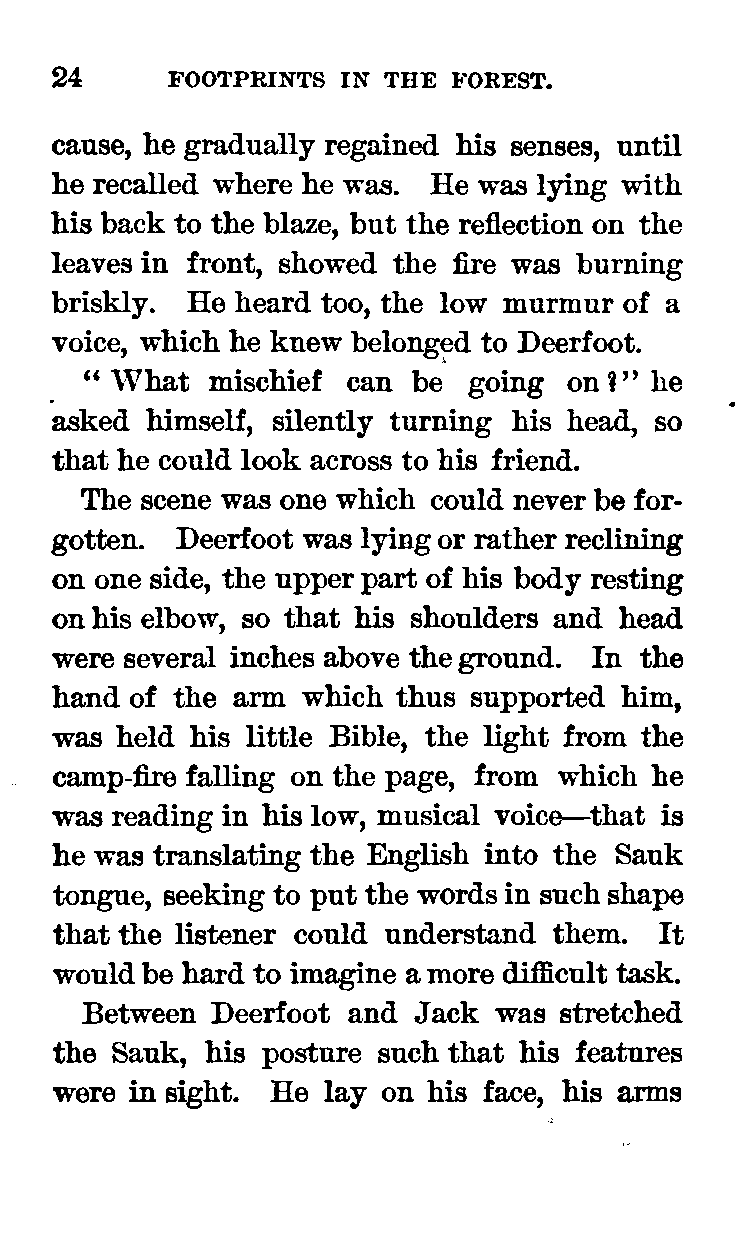 24 FOOTPRINTS IN THE FOREST.
cause, he gradually regained his senses, until
he recalled where he was. He was lying with
his back to the blaze, but the reflection on the
leaves in front, showed the fire was burning
briskly. He heard too, the low murmur of a
voice, which he knew belonged to Deerfoot.
“ What mischief can be going on?” he
asked himself, silently turning his head, so
that he could look across to his friend.
The scene was one which could never be for-
gotten. Deerfoot was lying or rather reclining
on one side, the upper part of his body resting
on his elbow, so that his shoulders and head
were several inches above the ground. In the
hand of the arm which thus supported him,
was held his little Bible, the light from the
camp-fire falling on the page, from which he
was reading in his low, musical voice—that is
he was translating the English into the Sauk
tongue, seeking to put the words in such shape
that the listener could understand them. It
would be hard to imagine a more difficult task.
Between Deerfoot and Jack was stretched
the Sauk, his posture such that his features
were in sight. He lay on his face, his arms